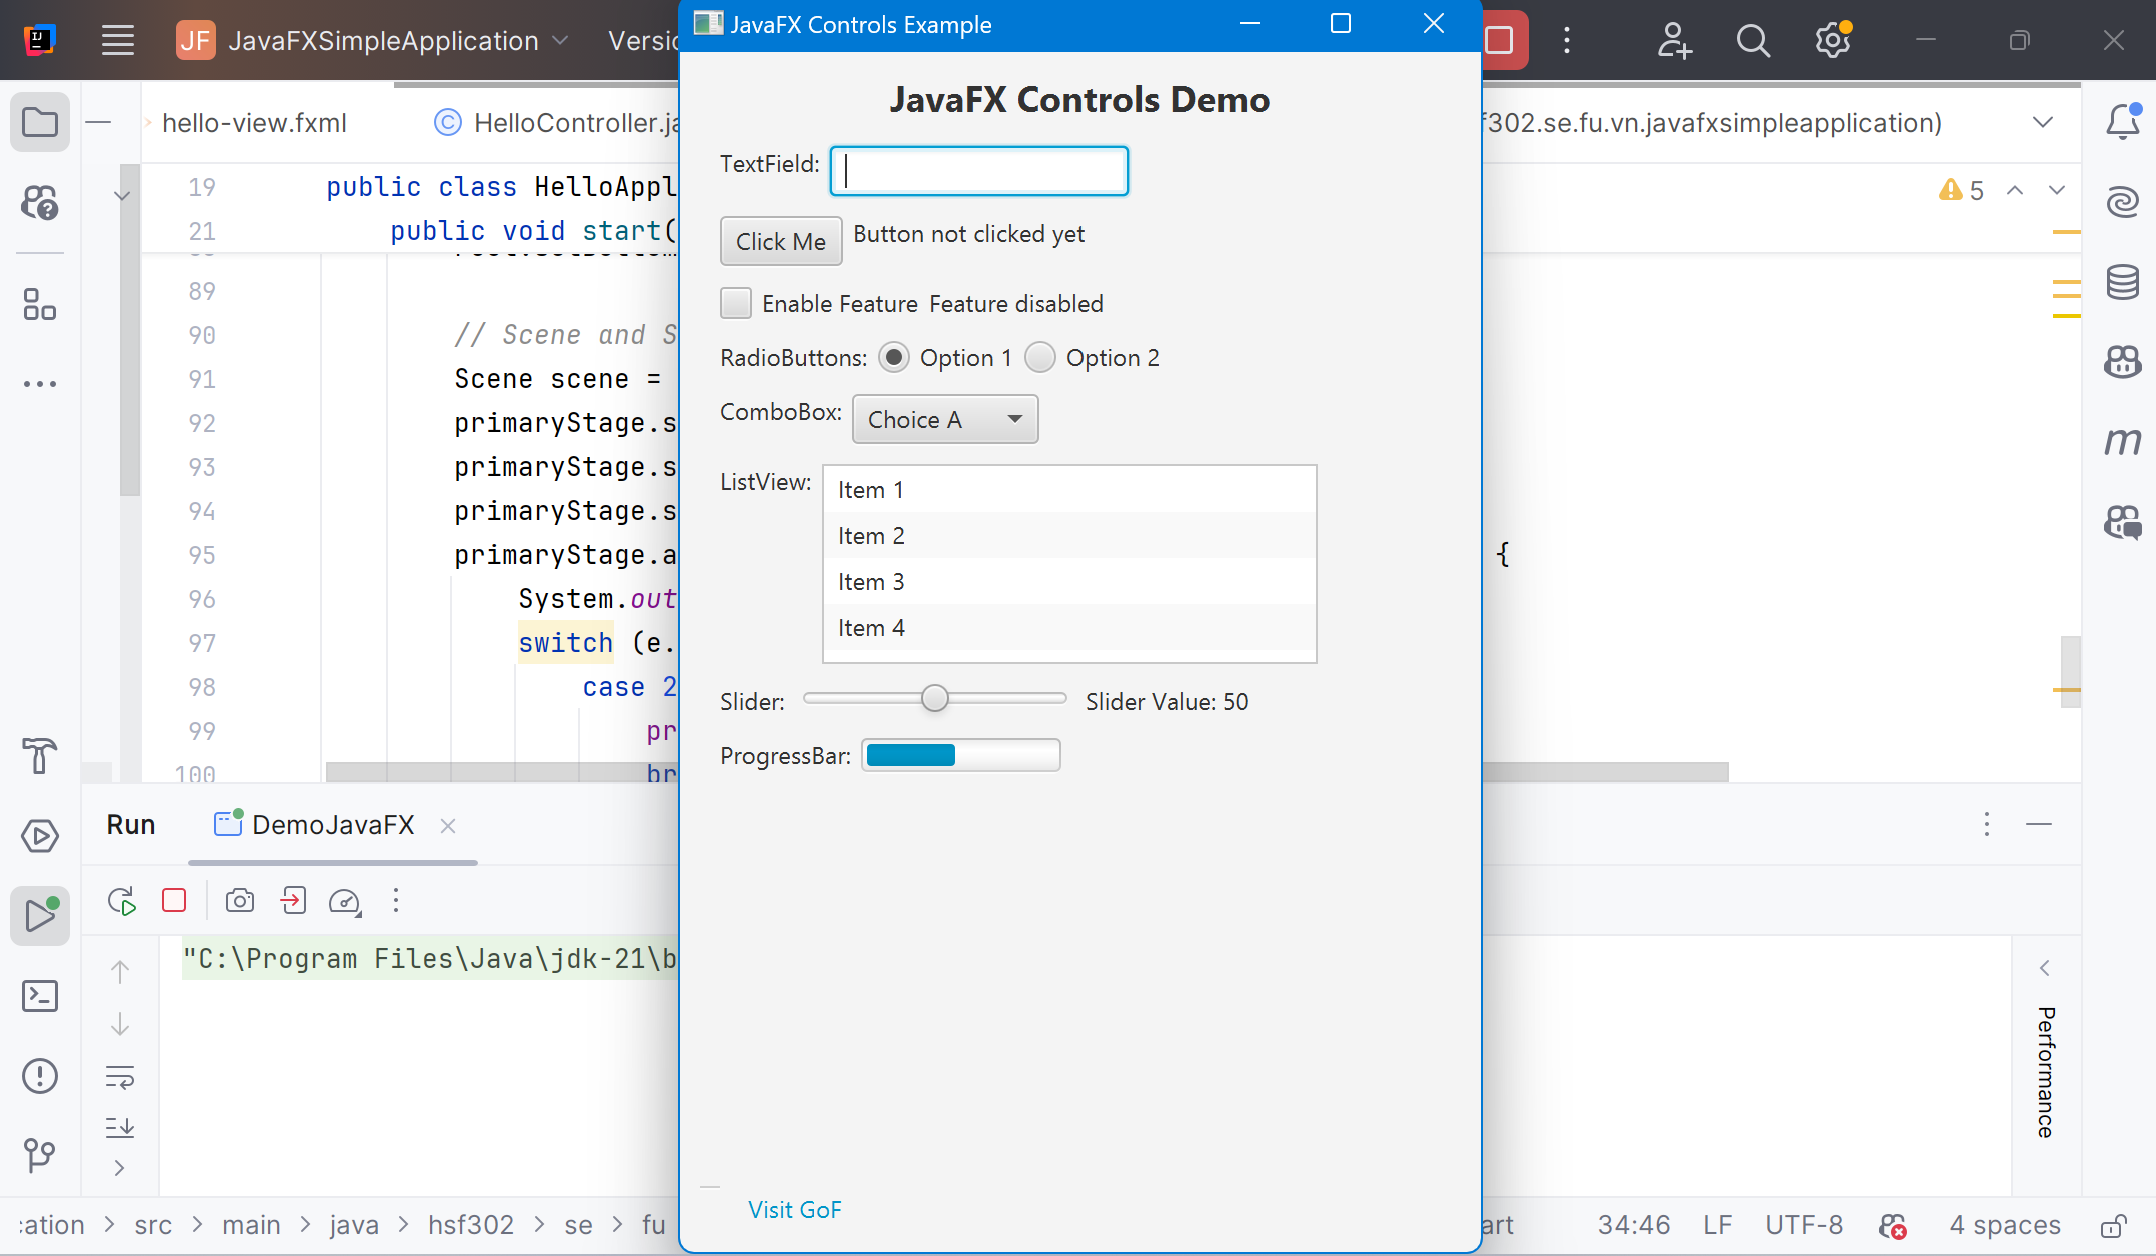 JF JavaFXSimpleApplication
JavaFX Controls Example
hello-view.fxml
HelloController.ja
f302.se.fu.vn.javafxsimpleapplication)
5
19 public class HelloAppl
21 public void start(
89
90 // Scene and S
91 Scene scene =
92 primaryStage.s
93 primaryStage.s
94 primaryStage.s
95 primaryStage.a {
96 System.out
97 switch (e.
98 case 2
99 pr
100 br
JavaFX Controls Demo
TextField:
Click Me Button not clicked yet
Enable Feature Feature disabled
RadioButtons: Option 1 Option 2
ComboBox: Choice A
ListView: Item 1
Item 2
Item 3
Item 4
Slider: Slider Value: 50
ProgressBar:
Visit GoF
Run DemoJavaFX
"C:\Program Files\Java\jdk-21\b
Performance
cation > src > main > java > hsf302 > se > fu
art 34:46 LF UTF-8 4 spaces